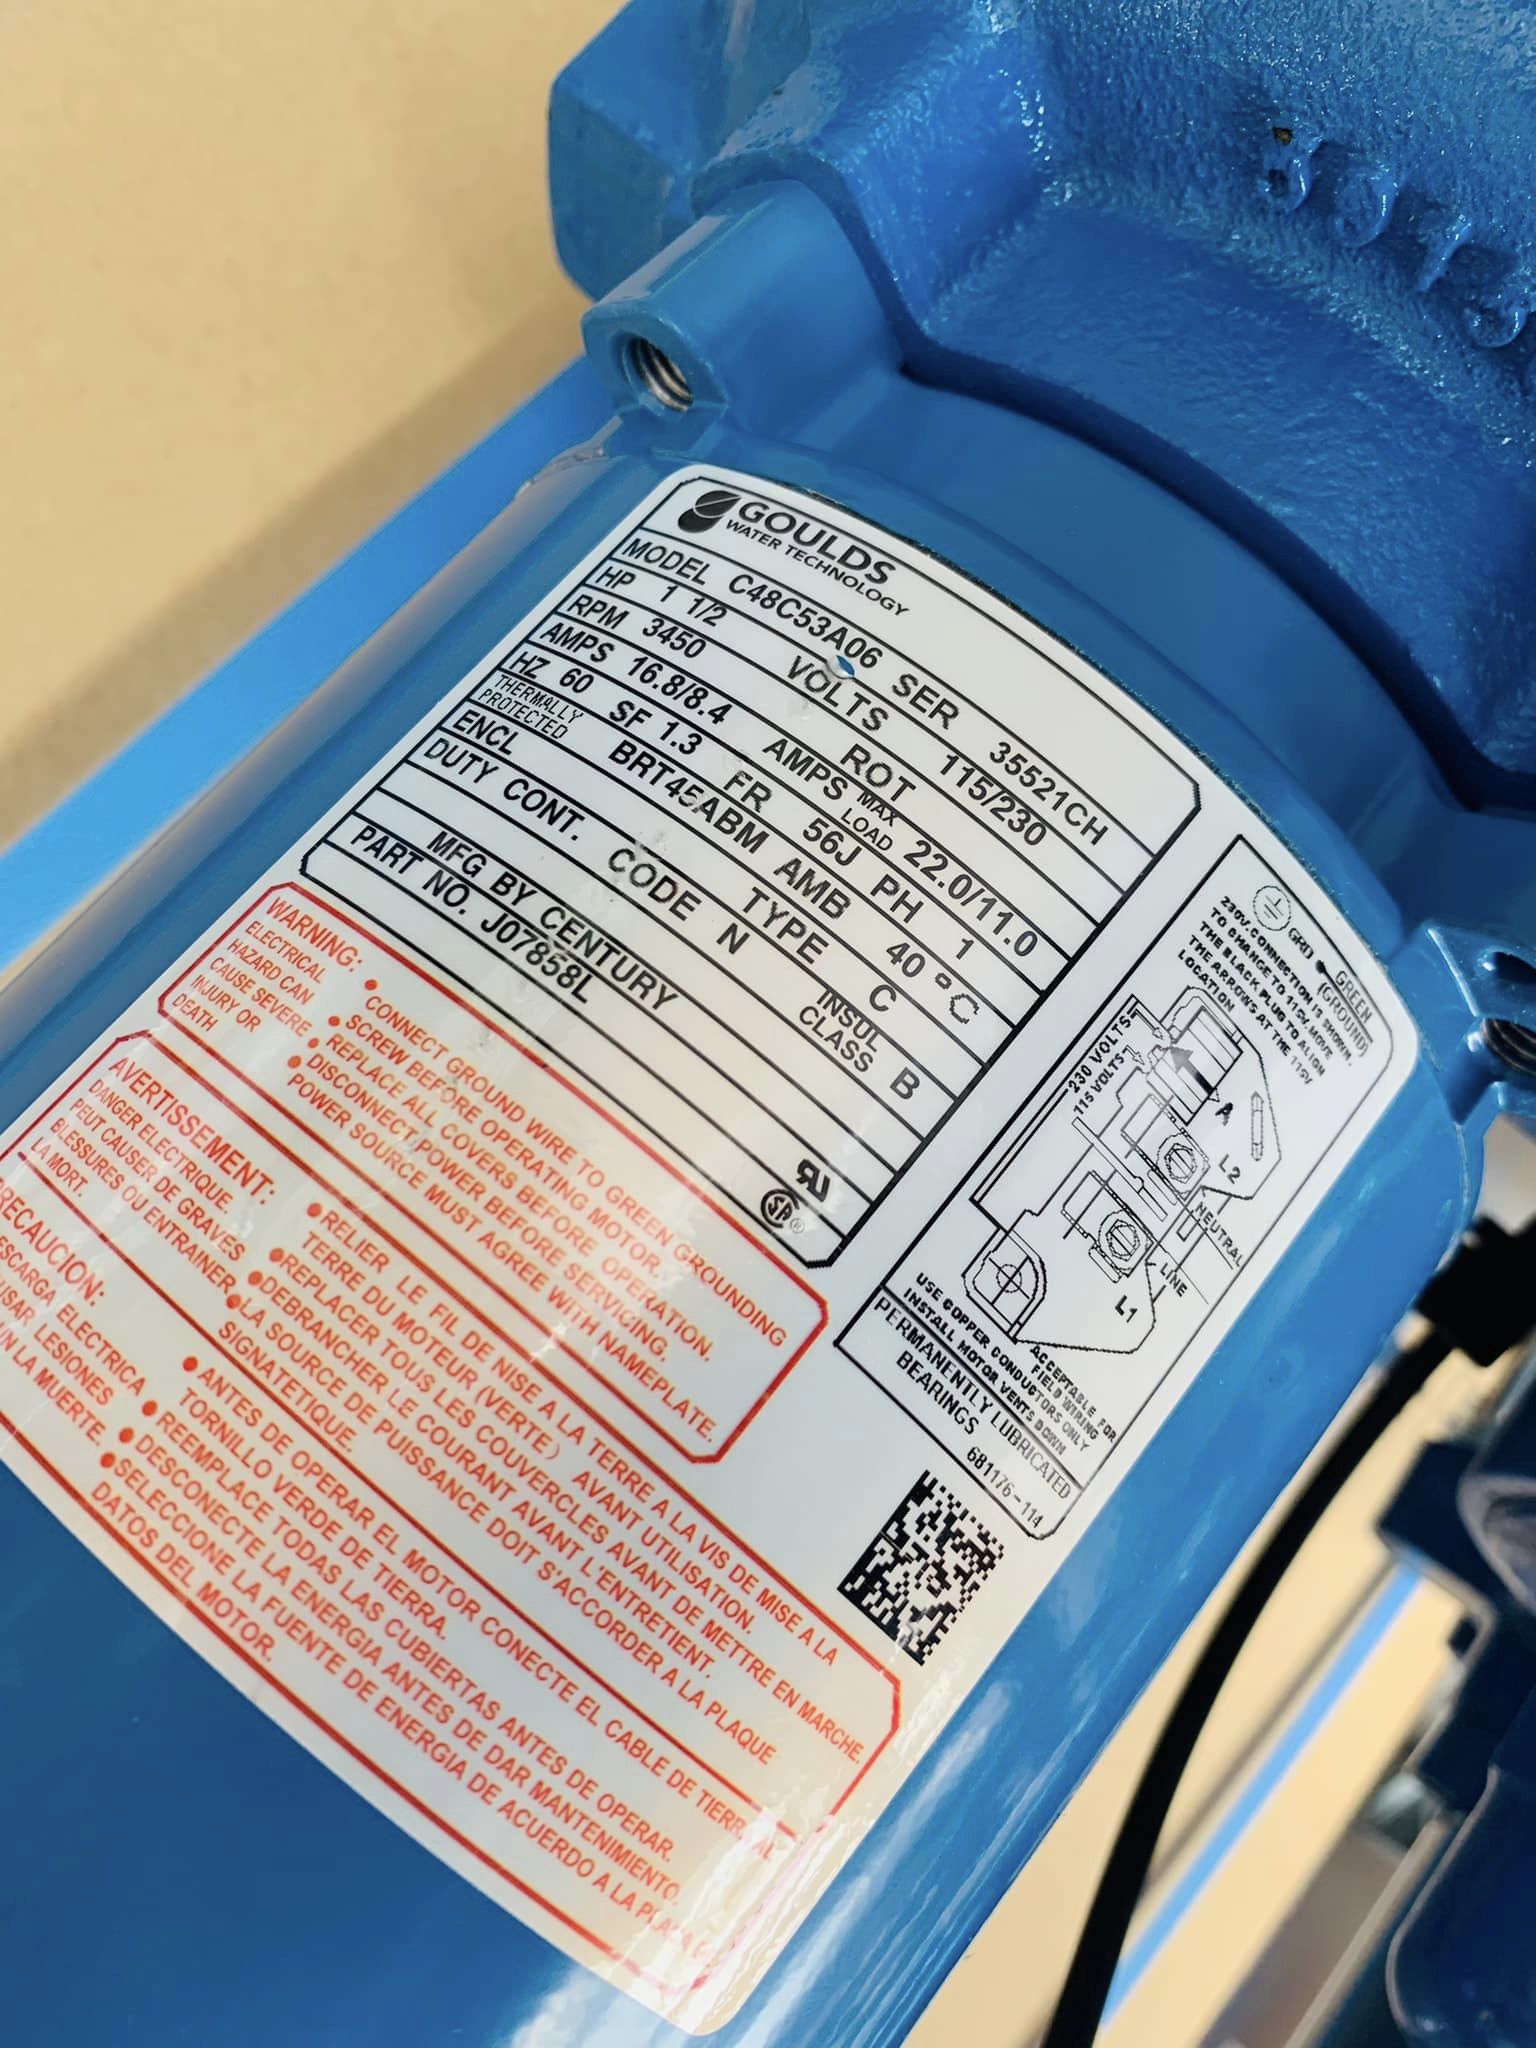 GOULDS
WATER TECHNOLOGY
MODEL C48C53A06 SER 35521CH
HP 1 1/2 VOLTS 115/230
RPM 3450 ROT
AMPS 16.8/8.4 AMPS MAX LOAD 22.0/11.0
HZ 60 SF 1.3 FR 56J PH 1
THERMALLY PROTECTED BRT45ABM AMB 40 °C
ENCL TYPE C
DUTY CONT. CODE N INSUL CLASS B
MFG BY CENTURY
PART NO. J07858L
GRD
GREEN
(GROUND)
230V. CONNECTION IS SHOWN.
TO CHANGE TO 115V. MOVE
THE BLACK PLUG TO ALIGN
THE ARROWS AT THE 115V
LOCATION
230 VOLTS
115 VOLTS
A
L2
NEUTRAL
LINE
L1
ACCEPTABLE FOR
FIELD WIRING
USE COPPER CONDUCTORS ONLY
INSTALL MOTOR VENTS DOWN
PERMANENTLY LUBRICATED
BEARINGS 681176-114
WARNING:
ELECTRICAL
HAZARD CAN
CAUSE SEVERE
INJURY OR
DEATH
• CONNECT GROUND WIRE TO GREEN GROUNDING
SCREW BEFORE OPERATING MOTOR.
• REPLACE ALL COVERS BEFORE OPERATION.
• DISCONNECT POWER BEFORE SERVICING.
• POWER SOURCE MUST AGREE WITH NAMEPLATE.
AVERTISSEMENT:
DANGER ELECTRIQUE
PEUT CAUSER DE GRAVES
BLESSURES OU ENTRAINER
LA MORT.
• RELIER LE FIL DE NISE A LA TERRE A LA VIS DE MISE A LA
TERRE DU MOTEUR (VERTE) AVANT UTILISATION.
• REPLACER TOUS LES COUVERCLES AVANT DE METTRE EN MARCHE.
• DEBRANCHER LE COURANT AVANT L'ENTRETIENT.
• LA SOURCE DE PUISSANCE DOIT S'ACCORDER A LA PLAQUE
SIGNATETIQUE.
RECAUCION:
ESCARGA ELECTRICA
LESIONES
LA MUERTE.
• ANTES DE OPERAR EL MOTOR CONECTE EL CABLE DE TIERRA AL
TORNILLO VERDE DE TIERRA.
• REEMPLACE TODAS LAS CUBIERTAS ANTES DE OPERAR.
• DESCONECTE LA ENERGIA ANTES DE DAR MANTENIMIENTO.
• SELECCIONE LA FUENTE DE ENERGIA DE ACUERDO A LA
DATOS DEL MOTOR.